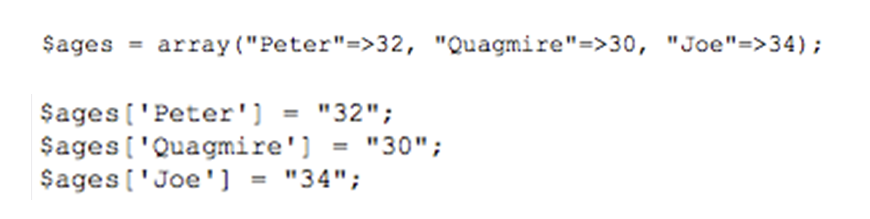 $ages = array("Peter"=>32, "Quagmire"=>30, "Joe"=>34);
$ages['Peter'] = "32";
$ages['Quagmire'] = "30";
$ages['Joe'] = "34";